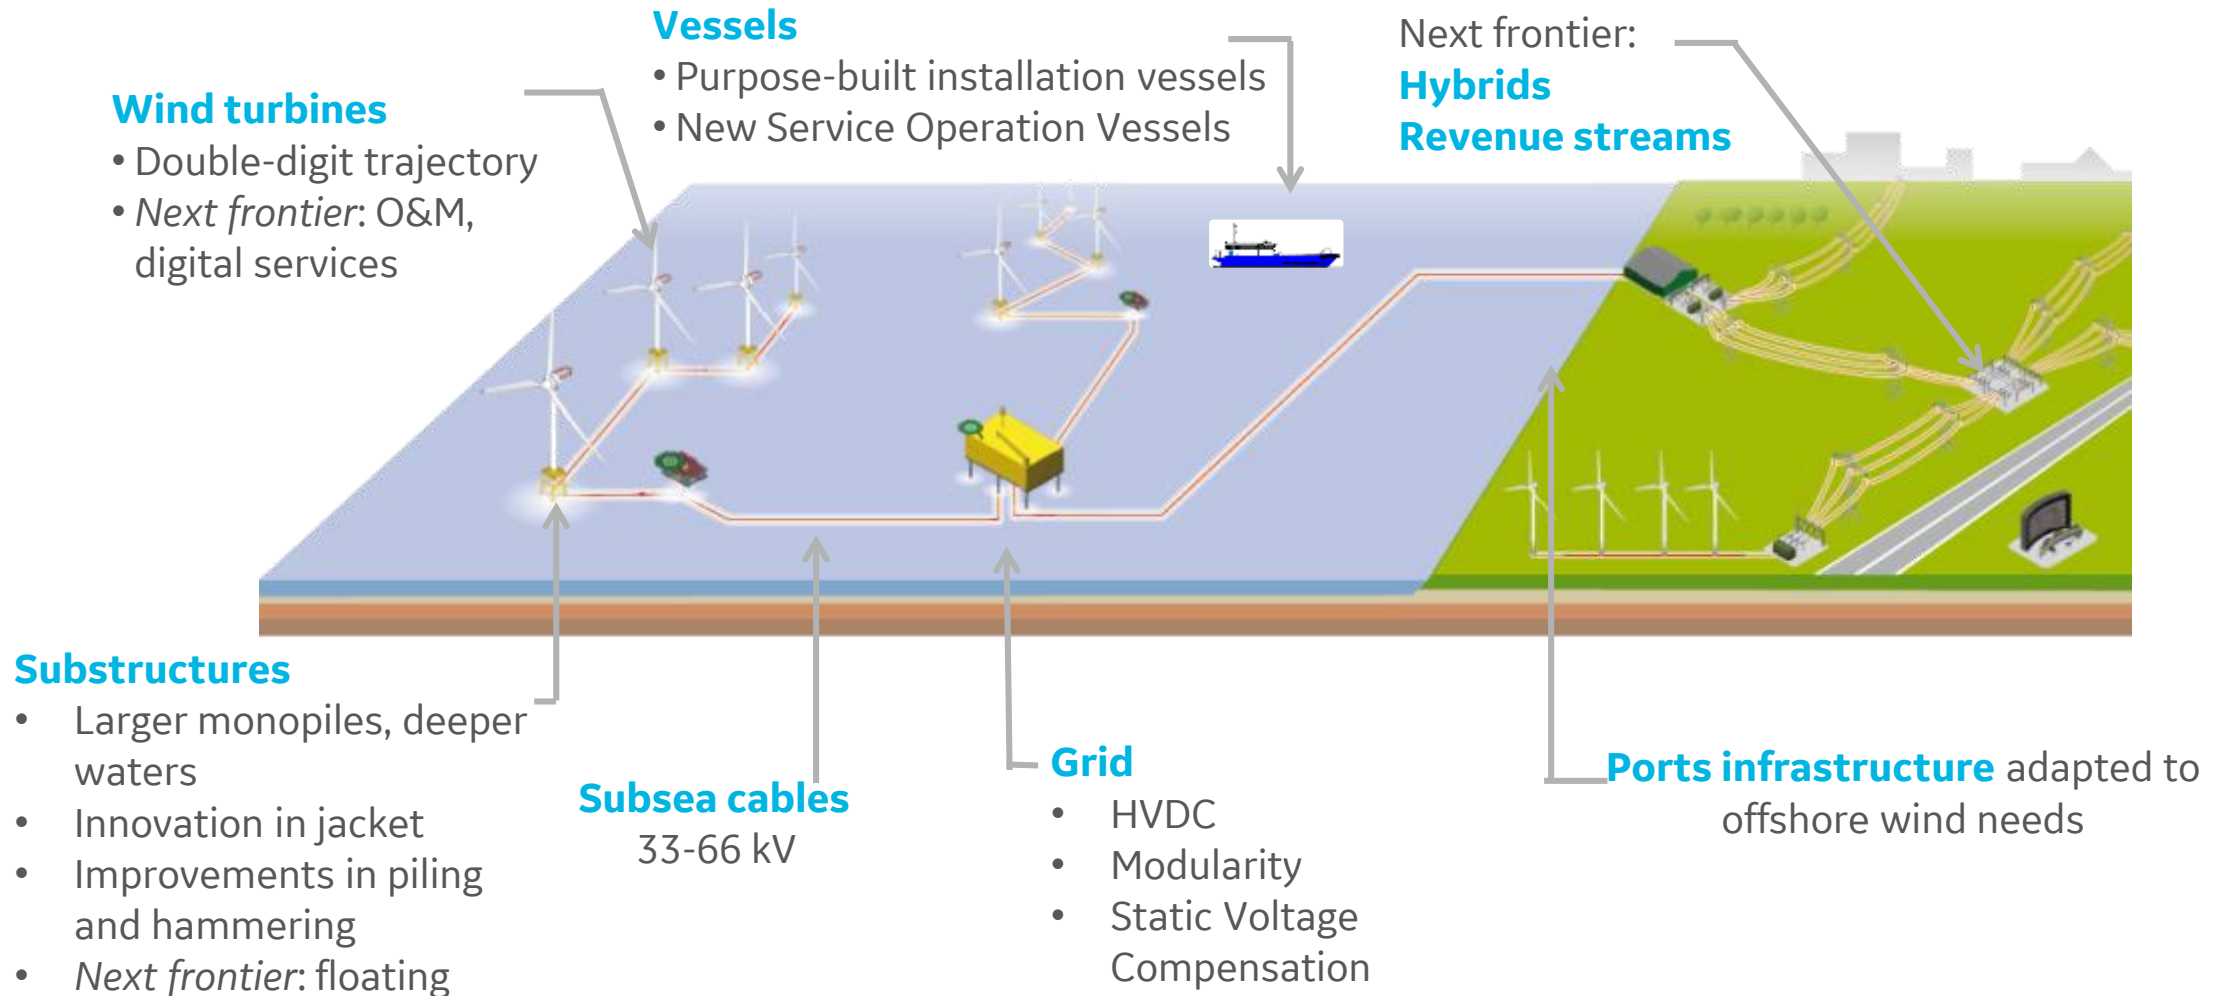 Vessels
• Purpose-built installation vessels
• New Service Operation Vessels
Next frontier:
Hybrids
Revenue streams
Wind turbines
• Double-digit trajectory
• Next frontier: O&M,
digital services
Substructures
• Larger monopiles, deeper
waters
• Innovation in jacket
• Improvements in piling
and hammering
• Next frontier: floating
Subsea cables
33-66 kV
Grid
• HVDC
• Modularity
• Static Voltage
Compensation
Ports infrastructure adapted to
offshore wind needs